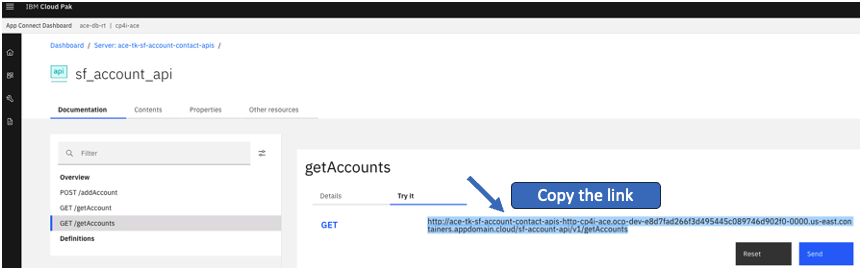 IBM Cloud Pak
App Connect Dashboard ace-db-rt | cp4i-ace
Dashboard / Server: ace-tk-sf-account-contact-apis /
api sf_account_api
Documentation Contents Properties Other resources
Filter
Overview
POST /addAccount
GET /getAccount
GET /getAccounts
Definitions
getAccounts
Details Try it
Copy the link
GET http://ace-tk-sf-account-contact-apis-http-cp4i-ace.ocp-dev-e8d7fad266f3d495445c089746d902f0-0000.us-east.con
tainers.appdomain.cloud/sf-account-api/v1/getAccounts
Reset Send